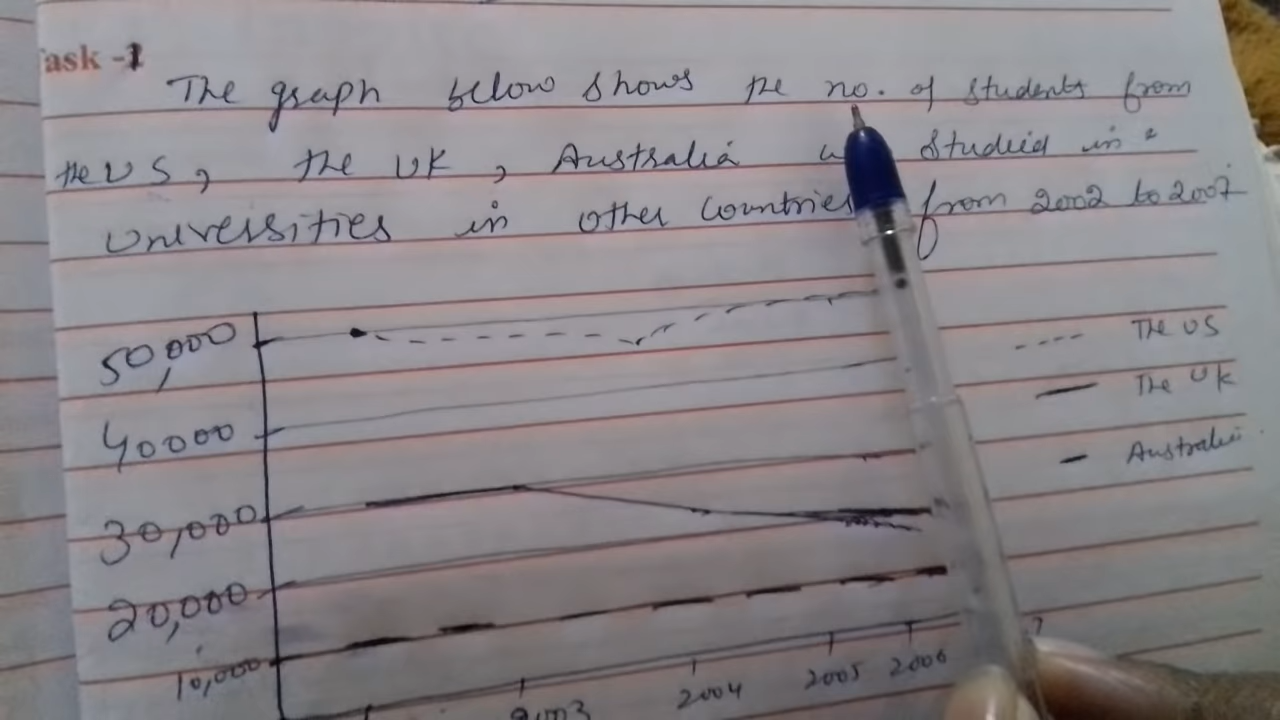 Task -1
The graph below shows the no. of students from
the US, the UK, Australia studied in
universities in other countries from 2002 to 2007
50,000
The US
The UK
40000
Australia
30,000
20,000
10,000
2003 2004 2005 2006